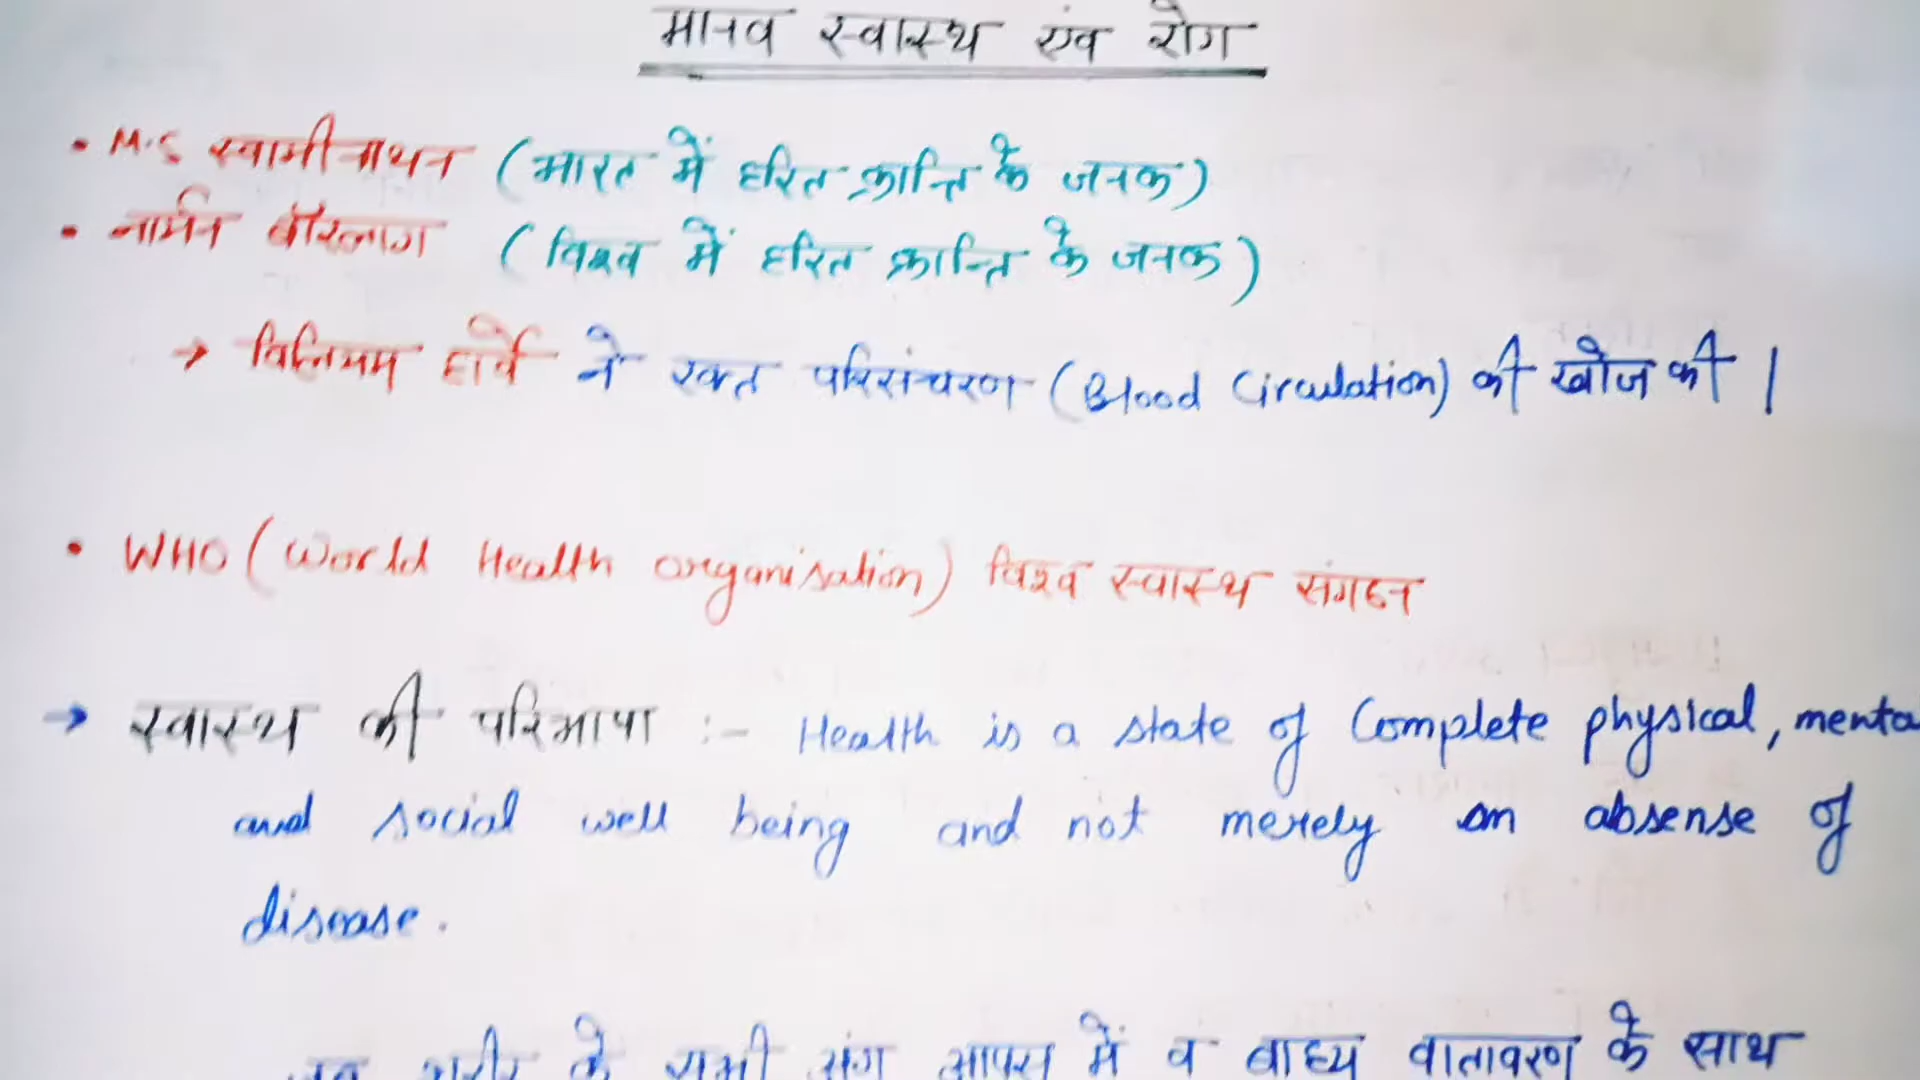 मानव स्वास्थ एंव रोग
• M.S स्वामीनाथन (भारत में हरित क्रान्ति के जनक)
• नार्मन बॉरलाग (विश्व में हरित क्रान्ति के जनक)
→ विलियम हार्वे ने रक्त परिसंचरण (Blood Circulation) की खोज की |
• WHO (World Health organisation) विश्व स्वास्थ संगठन
→ स्वास्थ की परिभाषा :- Health is a state of Complete physical, menta
and social well being and not merely an absense of
disease.
जब शरीर के सभी अंग आपस में व बाह्य वातावरण के साथ